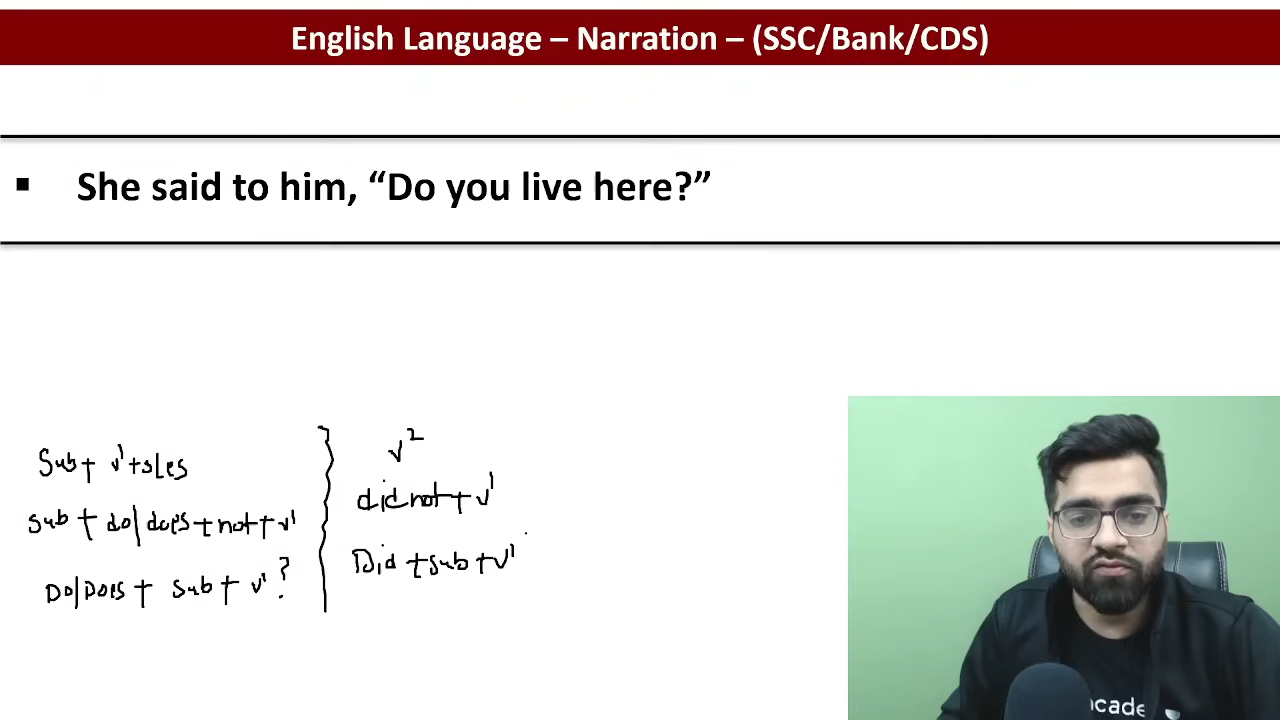 English Language – Narration – (SSC/Bank/CDS)
▪ She said to him, “Do you live here?”
Sub + v¹+s/es
Sub + do/does + not + v¹
Do/Does + Sub + v¹ ?
v²
did not + v¹
Did + sub + v¹
ncade